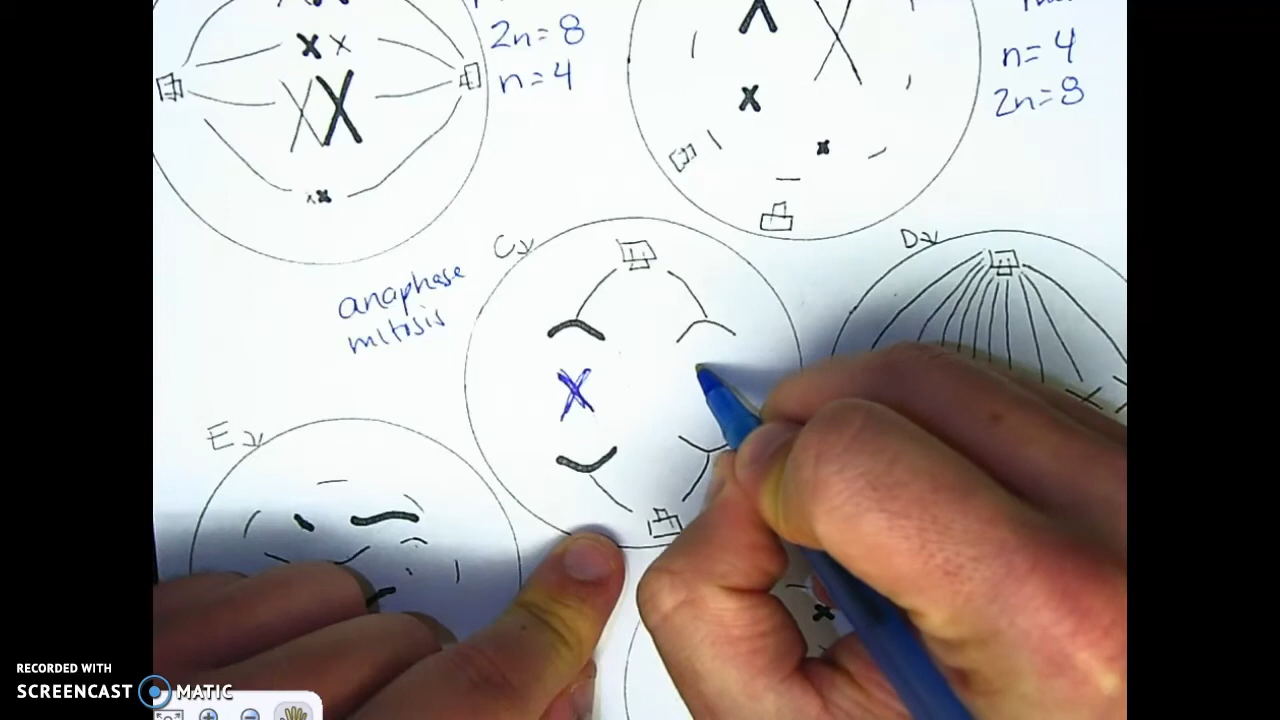 2n=8
n=4
n=4
2n=8
C
D
anaphase
mitosis
E
RECORDED WITH
SCREENCAST MATIC